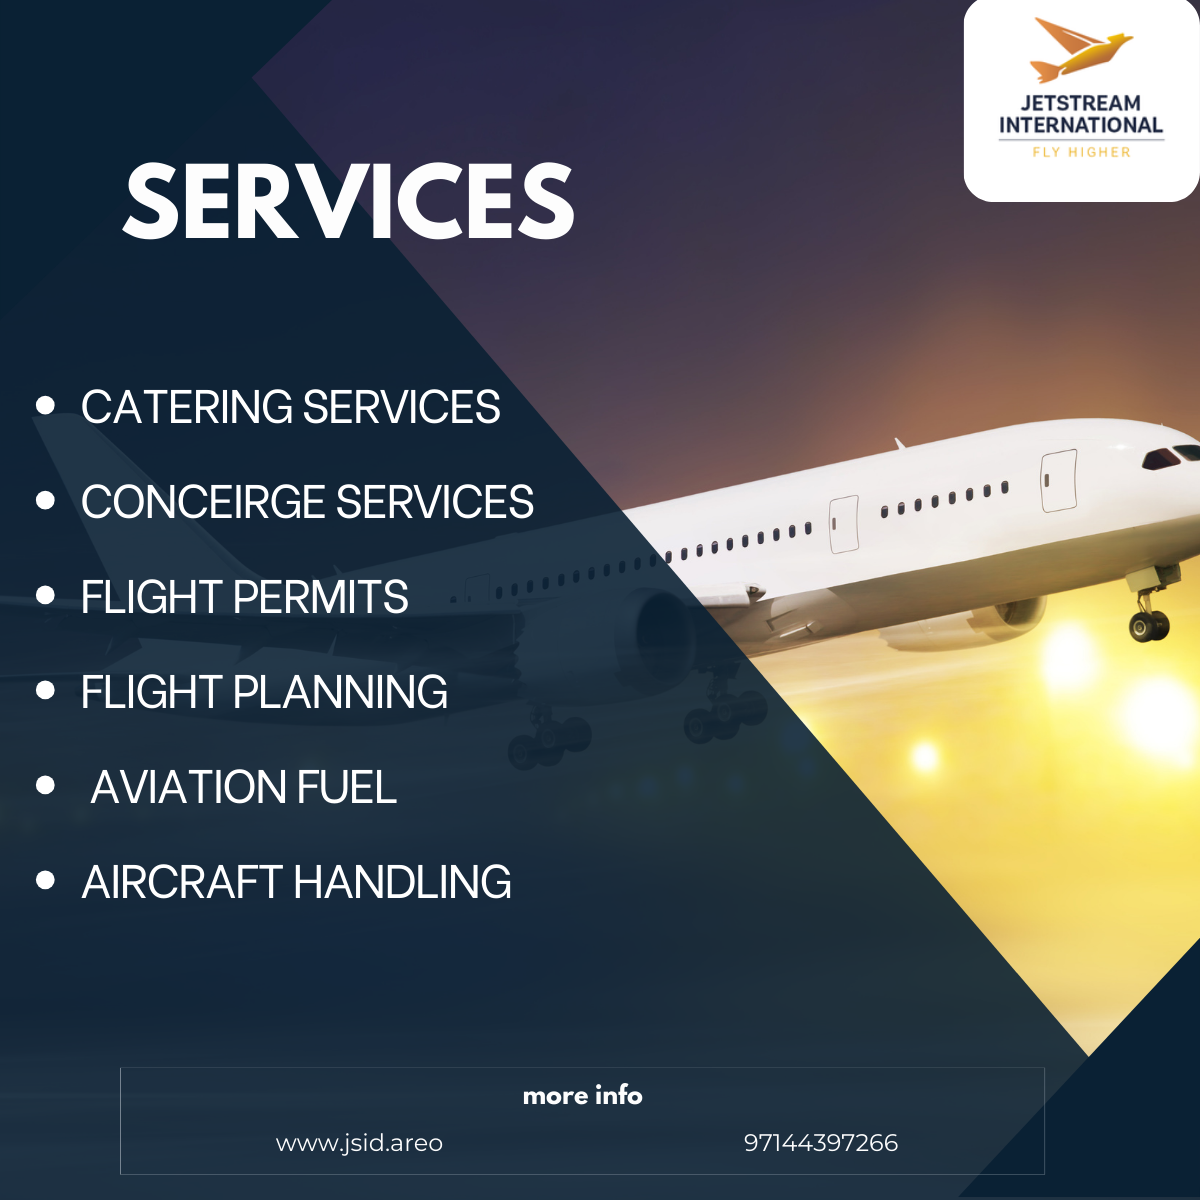 JETSTREAM
INTERNATIONAL
FLY HIGHER
SERVICES
CATERING SERVICES
CONCEIRGE SERVICES
FLIGHT PERMITS
FLIGHT PLANNING
AVIATION FUEL
AIRCRAFT HANDLING
more info
www.jsid.areo
97144397266